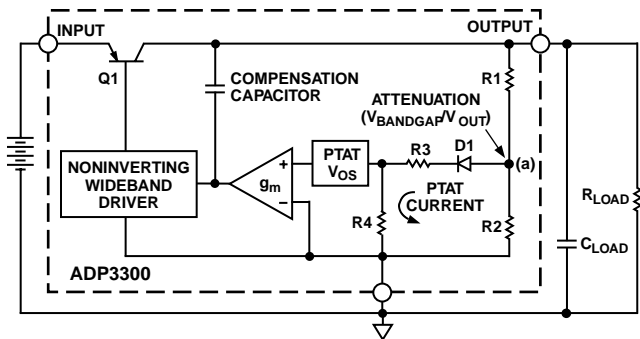 INPUT
OUTPUT
Q1
COMPENSATION
CAPACITOR
R1
ATTENUATION
(VBANDGAP/VOUT)
R3
D1
(a)
PTAT
VOS
NONINVERTING
WIDEBAND
DRIVER
gm
+
−
PTAT
CURRENT
R4
R2
RLOAD
CLOAD
ADP3300